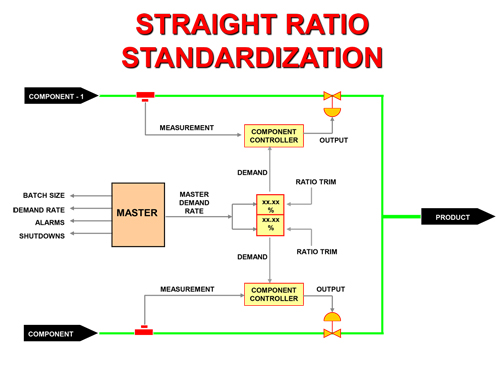 STRAIGHT RATIO
STANDARDIZATION
COMPONENT - 1
MEASUREMENT
COMPONENT
CONTROLLER
OUTPUT
DEMAND
RATIO TRIM
BATCH SIZE
DEMAND RATE
ALARMS
SHUTDOWNS
MASTER
MASTER
DEMAND
RATE
xx.xx
%
xx.xx
%
PRODUCT
RATIO TRIM
DEMAND
MEASUREMENT
COMPONENT
CONTROLLER
OUTPUT
COMPONENT